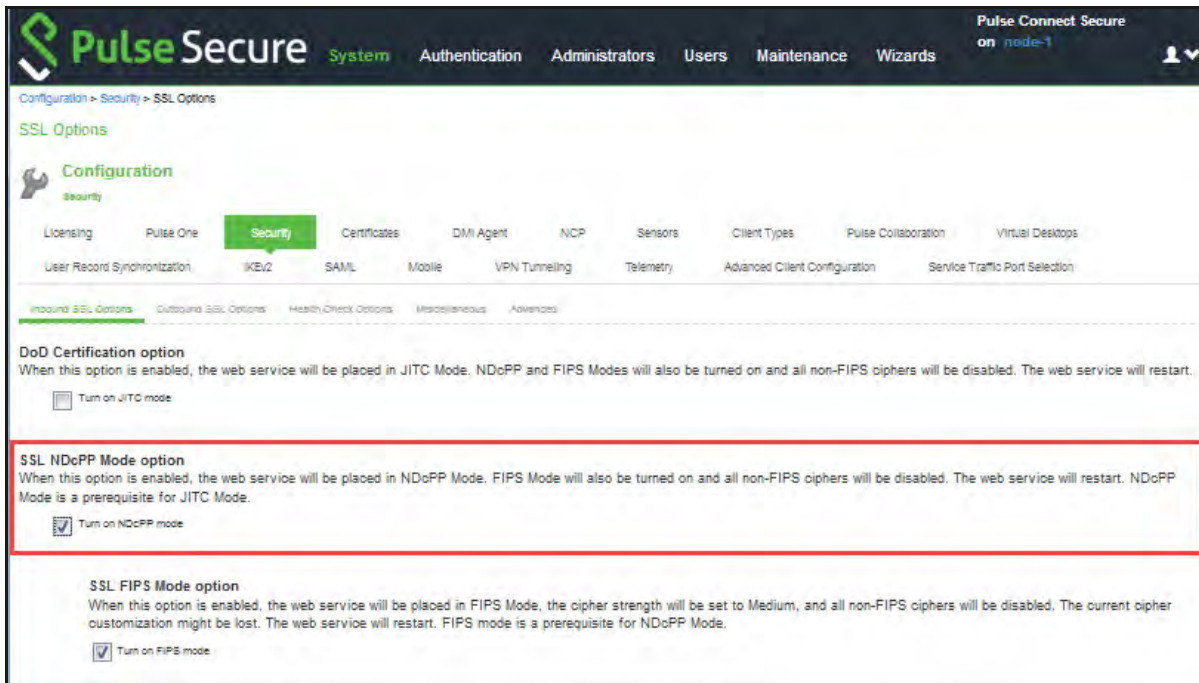 Pulse Connect Secure
on node-1
Pulse Secure System Authentication Administrators Users Maintenance Wizards
Configuration > Security > SSL Options
SSL Options
Configuration
Security
Licensing Pulse One Security Certificates DMI Agent NCP Sensors Client Types Pulse Collaboration Virtual Desktops
User Record Synchronization IKEv2 SAML Mobile VPN Tunneling Telemetry Advanced Client Configuration Service Traffic Port Selection
Inbound SSL Options Outbound SSL Options Health Check Options Miscellaneous Advanced
DoD Certification option
When this option is enabled, the web service will be placed in JITC Mode. NDcPP and FIPS Modes will also be turned on and all non-FIPS ciphers will be disabled. The web service will restart.
Turn on JITC mode
SSL NDcPP Mode option
When this option is enabled, the web service will be placed in NDcPP Mode. FIPS Mode will also be turned on and all non-FIPS ciphers will be disabled. The web service will restart. NDcPP
Mode is a prerequisite for JITC Mode.
Turn on NDcPP mode
SSL FIPS Mode option
When this option is enabled, the web service will be placed in FIPS Mode, the cipher strength will be set to Medium, and all non-FIPS ciphers will be disabled. The current cipher
customization might be lost. The web service will restart. FIPS mode is a prerequisite for NDcPP Mode.
Turn on FIPS mode